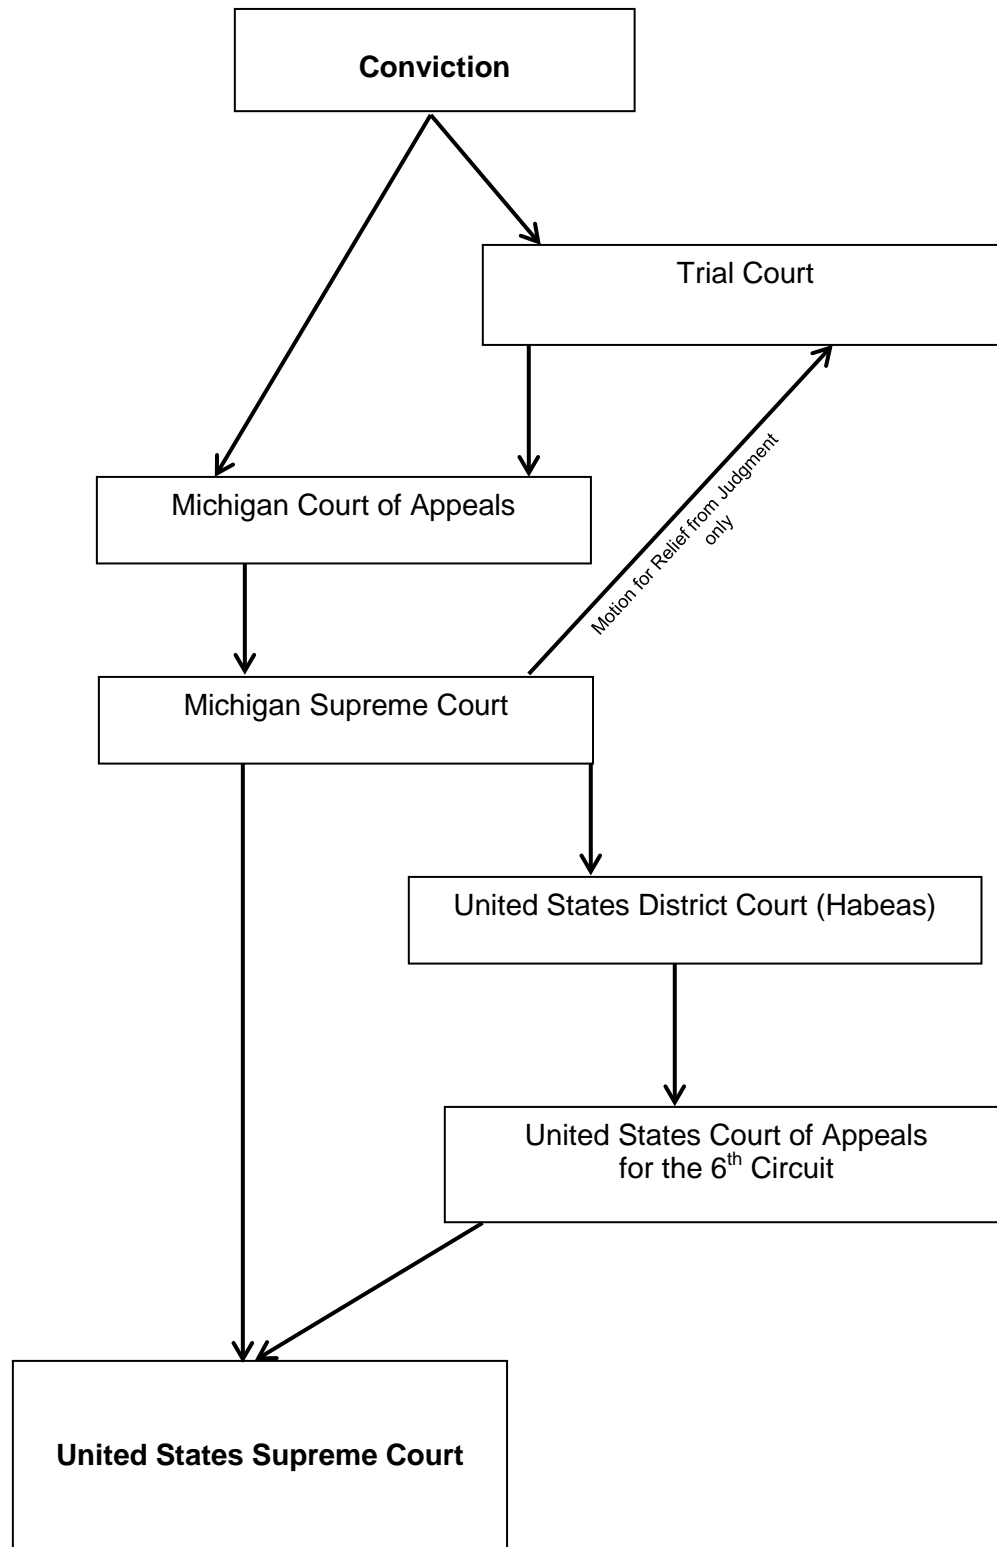 Conviction
Trial Court
Michigan Court of Appeals
Motion for Relief from Judgment
only
Michigan Supreme Court
United States District Court (Habeas)
United States Court of Appeals
for the 6th Circuit
United States Supreme Court